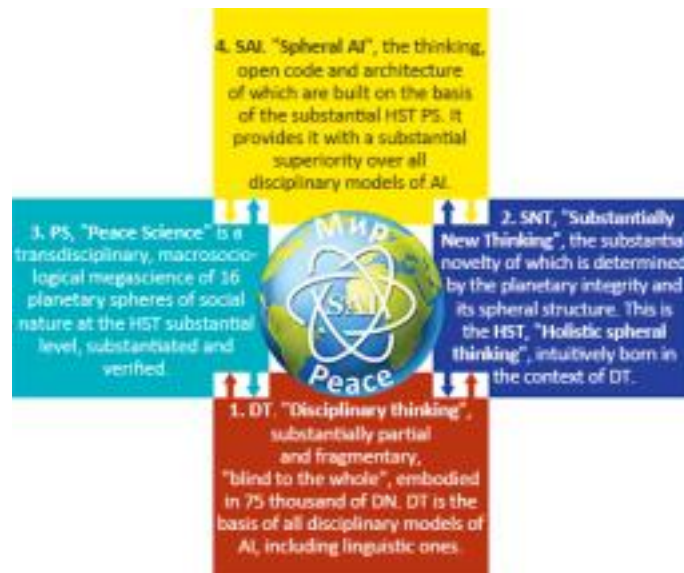 4. SAI. "Spheral AI", the thinking,
open code and architecture
of which are built on the basis
of the substantial HST PS. It
provides it with a substantial
superiority over all
disciplinary models of AI.
3. PS, "Peace Science" is a
transdisciplinary, macrosocio-
logical megascience of 16
planetary spheres of social
nature at the HST substantial
level, substantiated and
verified.
Мир
SAI
Peace
2. SNT, "Substantially
New Thinking", the substantial
novelty of which is determined
by the planetary integrity and
its spheral structure. This is
the HST, "Holistic spheral
thinking", intuitively born in
the context of DT.
1. DT. "Disciplinary thinking",
substantially partial
and fragmentary,
"blind to the whole", embodied
in 75 thousand of DN. DT is the
basis of all disciplinary models of
AI, including linguistic ones.